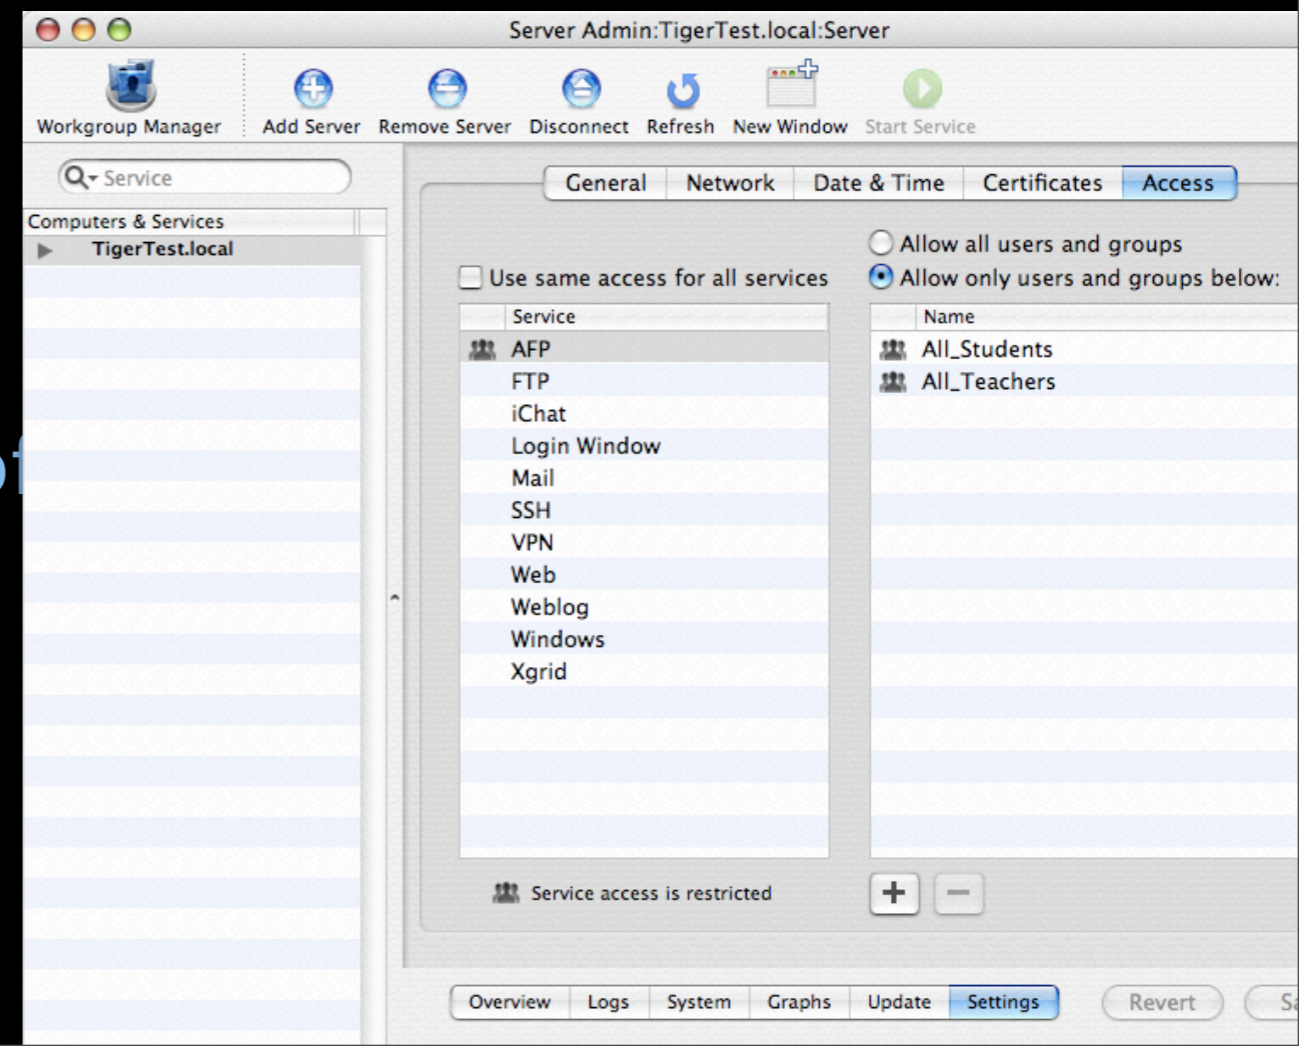 Server Admin:TigerTest.local:Server
Workgroup Manager
Add Server
Remove Server
Disconnect
Refresh
New Window
Start Service
Service
General
Network
Date & Time
Certificates
Access
Computers & Services
TigerTest.local
Allow all users and groups
Use same access for all services
Allow only users and groups below:
Service
AFP
FTP
iChat
Login Window
Mail
SSH
VPN
Web
Weblog
Windows
Xgrid
Name
All_Students
All_Teachers
Service access is restricted
Overview
Logs
System
Graphs
Update
Settings
Revert